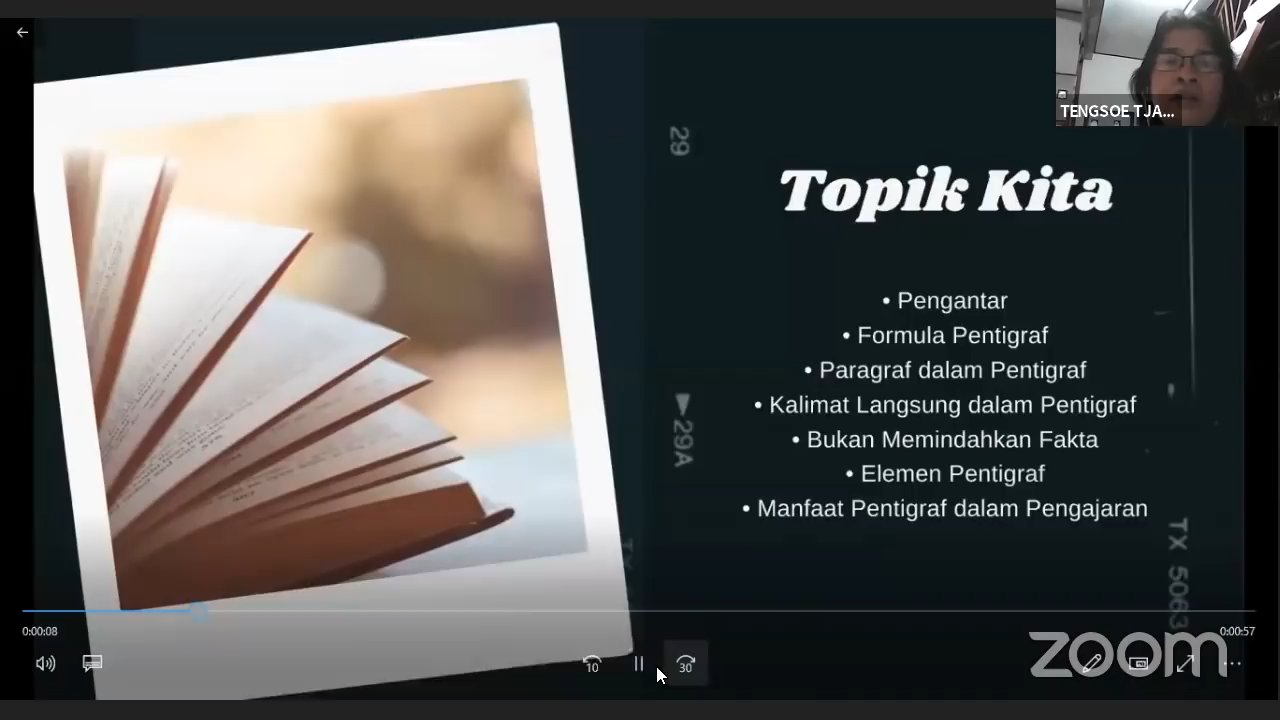 TENGSOE TJA...
29
Topik Kita
• Pengantar
• Formula Pentigraf
• Paragraf dalam Pentigraf
• Kalimat Langsung dalam Pentigraf
• Bukan Memindahkan Fakta
• Elemen Pentigraf
• Manfaat Pentigraf dalam Pengajaran
29A
TX 5063
0:00:08
0:00:57
10
30
zoom